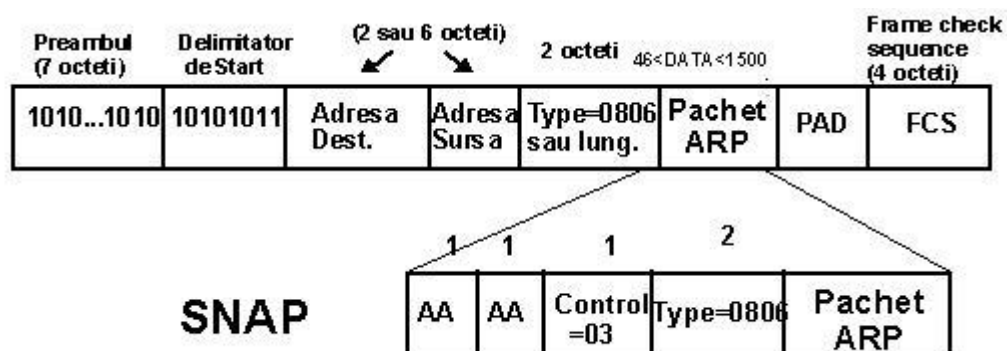 Preambul
(7 octeti)
Delimitator
de Start
(2 sau 6 octeti)
2 octeti
46<DATA<1500
Frame check
sequence
(4 octeti)
1010...1010
10101011
Adresa
Dest.
Adresa
Sursa
Type=0806
sau lung.
Pachet
ARP
PAD
FCS
1
1
1
2
SNAP
AA
AA
Control
=03
Type=0806
Pachet
ARP